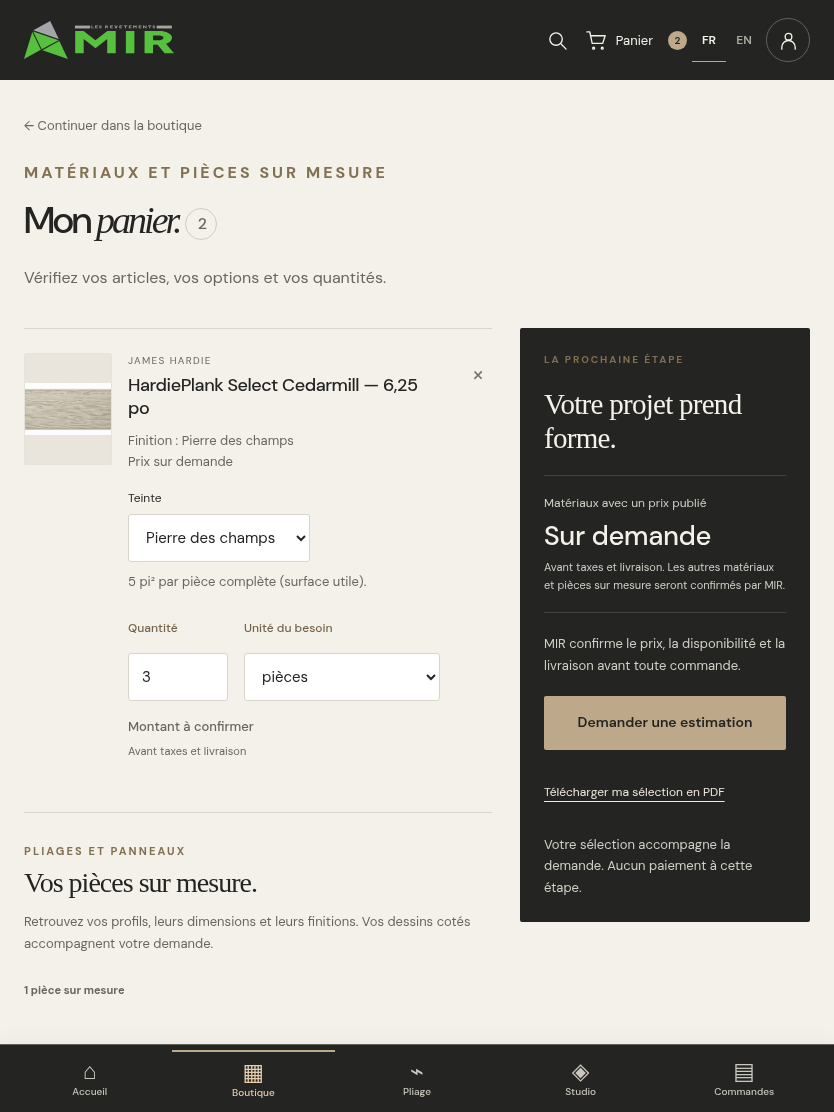 LES REVÊTEMENTS
MIR
Panier 2 FR EN
← Continuer dans la boutique
MATÉRIAUX ET PIÈCES SUR MESURE
Mon panier. 2
Vérifiez vos articles, vos options et vos quantités.
JAMES HARDIE
HardiePlank Select Cedarmill — 6,25
po
×
Finition : Pierre des champs
Prix sur demande
Teinte
Pierre des champs
5 pi² par pièce complète (surface utile).
Quantité Unité du besoin
3 pièces
Montant à confirmer
Avant taxes et livraison
PLIAGES ET PANNEAUX
Vos pièces sur mesure.
Retrouvez vos profils, leurs dimensions et leurs finitions. Vos dessins cotés
accompagnent votre demande.
1 pièce sur mesure
LA PROCHAINE ÉTAPE
Votre projet prend
forme.
Matériaux avec un prix publié
Sur demande
Avant taxes et livraison. Les autres matériaux
et pièces sur mesure seront confirmés par MIR.
MIR confirme le prix, la disponibilité et la
livraison avant toute commande.
Demander une estimation
Télécharger ma sélection en PDF
Votre sélection accompagne la
demande. Aucun paiement à cette
étape.
Accueil Boutique Pliage Studio Commandes